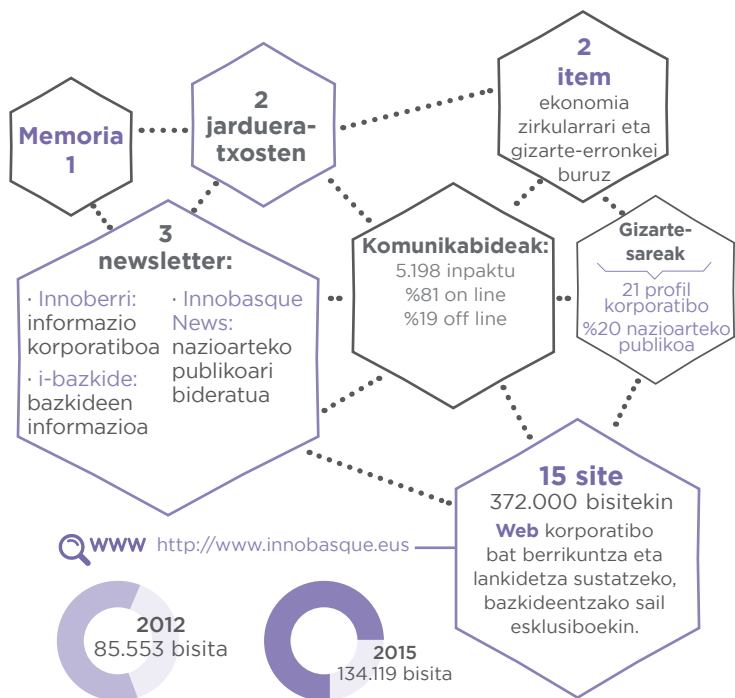 Memoria
1
2
jarduera-
txosten
2
item
ekonomia
zirkularrari eta
gizarte-erronkei
buruz
3
newsletter:
· Innoberri:
informazio
korporatiboa
· i-bazkide:
bazkideen
informazioa
· Innobasque
News:
nazioarteko
publikoari
bideratua
Komunikabideak:
5.198 inpaktu
%81 on line
%19 off line
Gizarte-
sareak
21 profil
korporatibo
%20 nazioarteko
publikoa
15 site
372.000 bisitekin
Web korporatibo
bat berrikuntza eta
lankidetza sustatzeko,
bazkideentzako sail
esklusiboekin.
www http://www.innobasque.eus
2012
85.553 bisita
2015
134.119 bisita